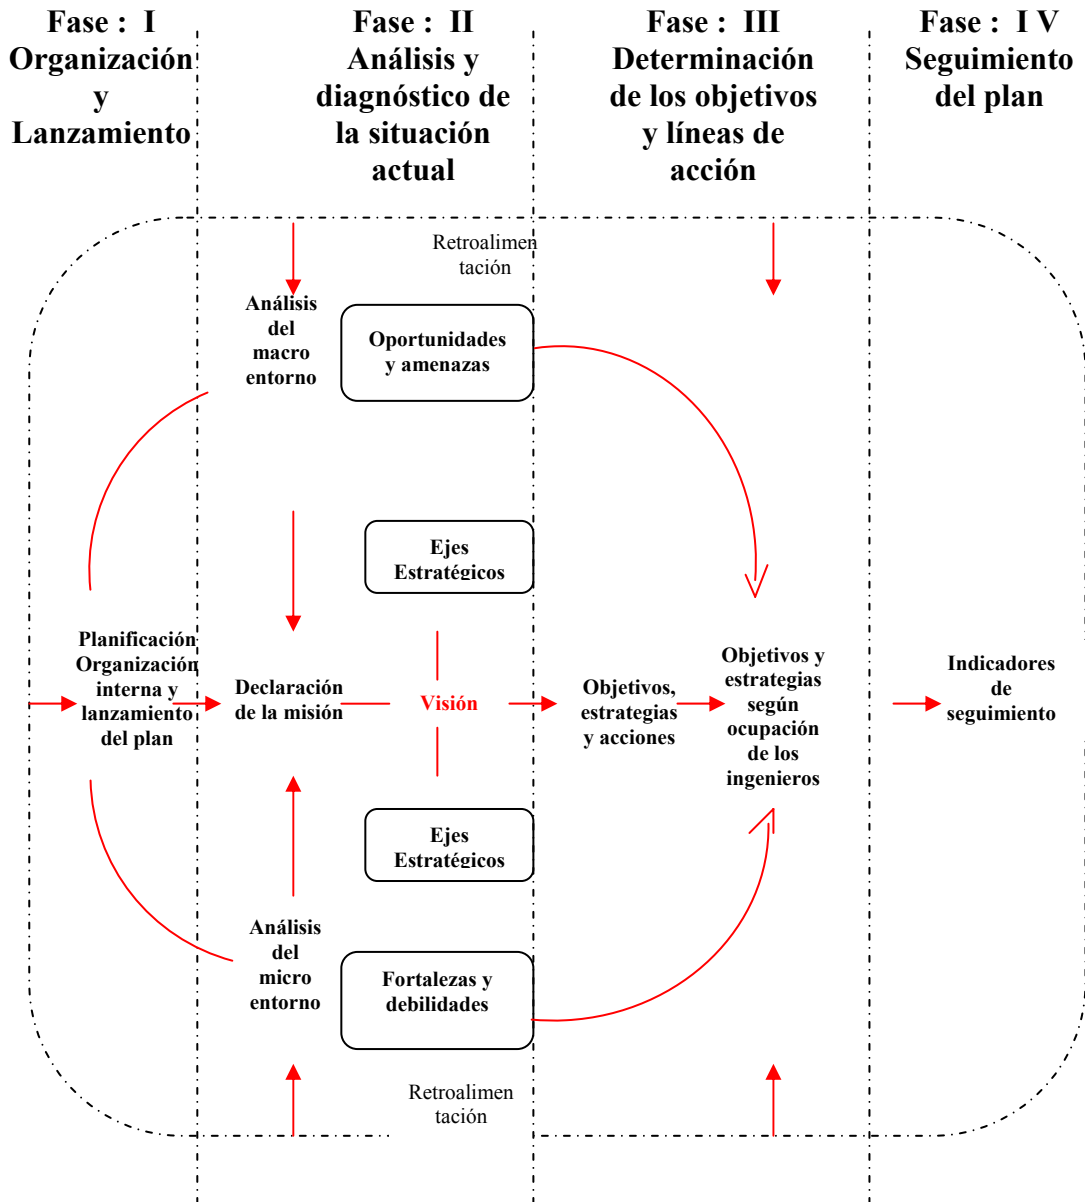 Fase :  I
Organización
y
Lanzamiento
Fase :  II
Análisis y
diagnóstico de
la situación
actual
Fase :  III
Determinación
de los objetivos
y líneas de
acción
Fase :  I V
Seguimiento
del plan
Retroalimen
tación
Análisis
del
macro
entorno
Oportunidades
y amenazas
Ejes
Estratégicos
Planificación
Organización
interna y
lanzamiento
del plan
Declaración
de la misión
Visión
Objetivos,
estrategias
y acciones
Objetivos y
estrategias
según
ocupación
de los
ingenieros
Indicadores
de
seguimiento
Ejes
Estratégicos
Análisis
del
micro
entorno
Fortalezas y
debilidades
Retroalimen
tación